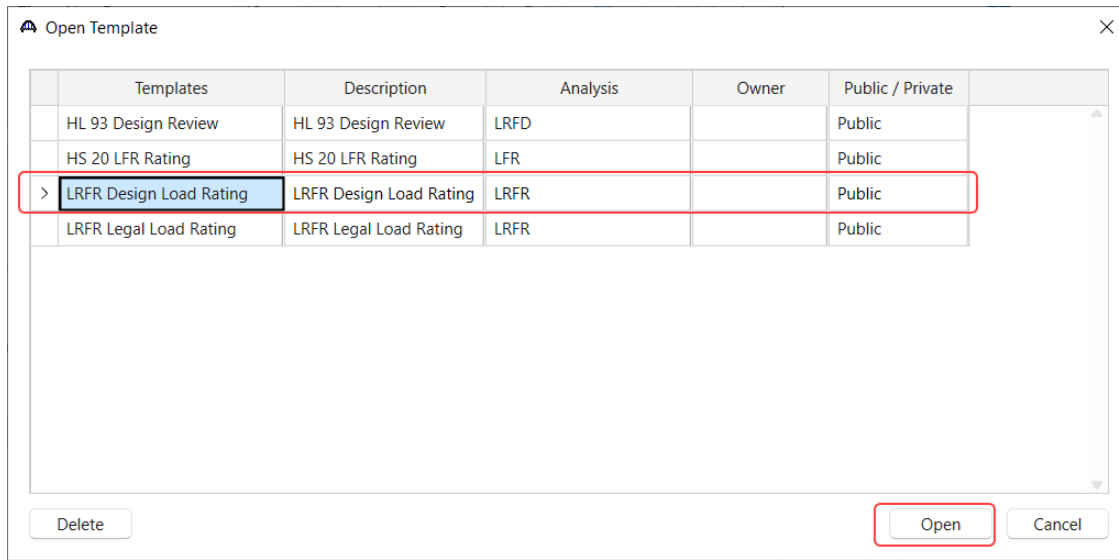 Open Template
Templates Description Analysis Owner Public / Private
HL 93 Design Review HL 93 Design Review LRFD Public
HS 20 LFR Rating HS 20 LFR Rating LFR Public
LRFR Design Load Rating LRFR Design Load Rating LRFR Public
LRFR Legal Load Rating LRFR Legal Load Rating LRFR Public
Delete Open Cancel